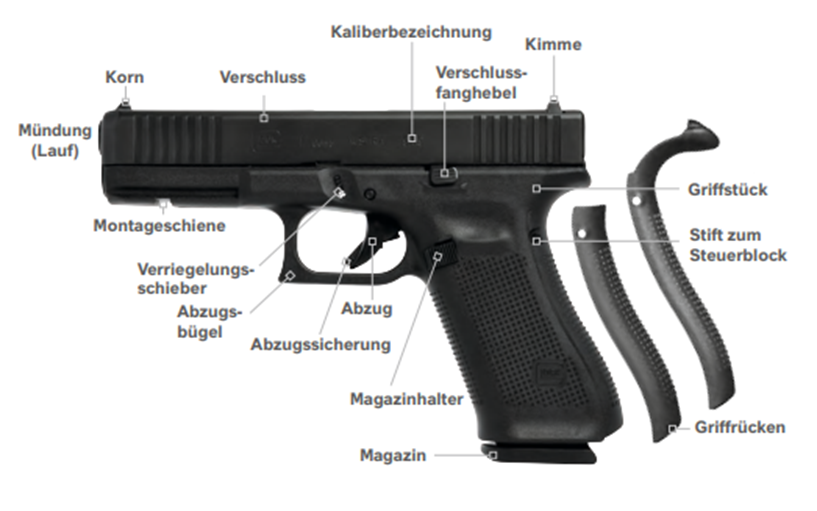 Kaliberbezeichnung
Kimme
Korn
Verschluss
Verschluss-
fanghebel
Mündung
(Lauf)
Griffstück
Montageschiene
Stift zum
Steuerblock
Verriegelungs-
schieber
Abzugs-
bügel
Abzug
Abzugssicherung
Magazinhalter
Griffrücken
Magazin